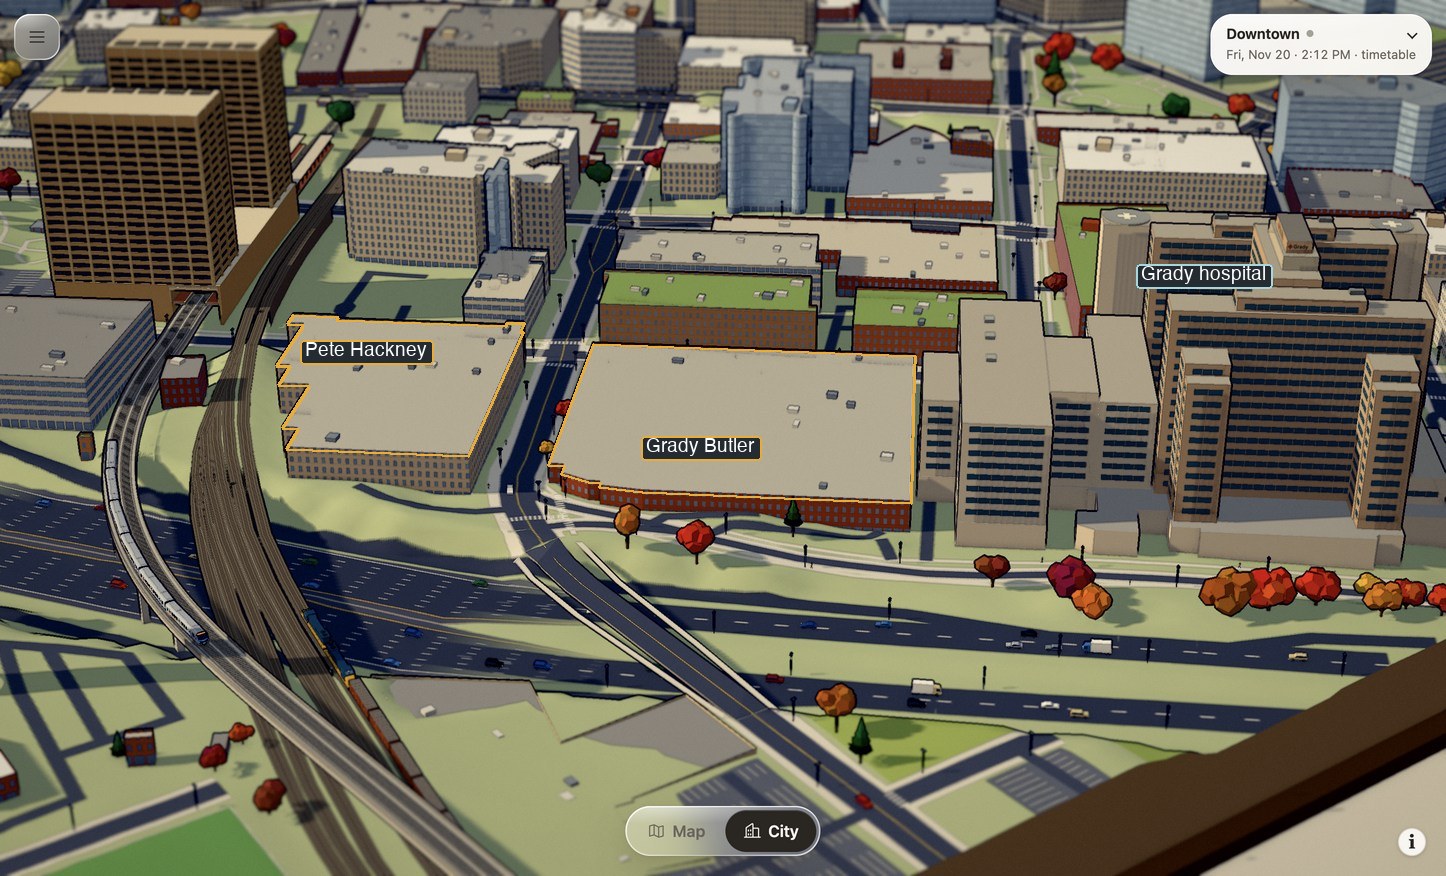 Downtown
Fri, Nov 20 · 2:12 PM · timetable
Grady hospital
Pete Hackney
Grady Butler
Map
City